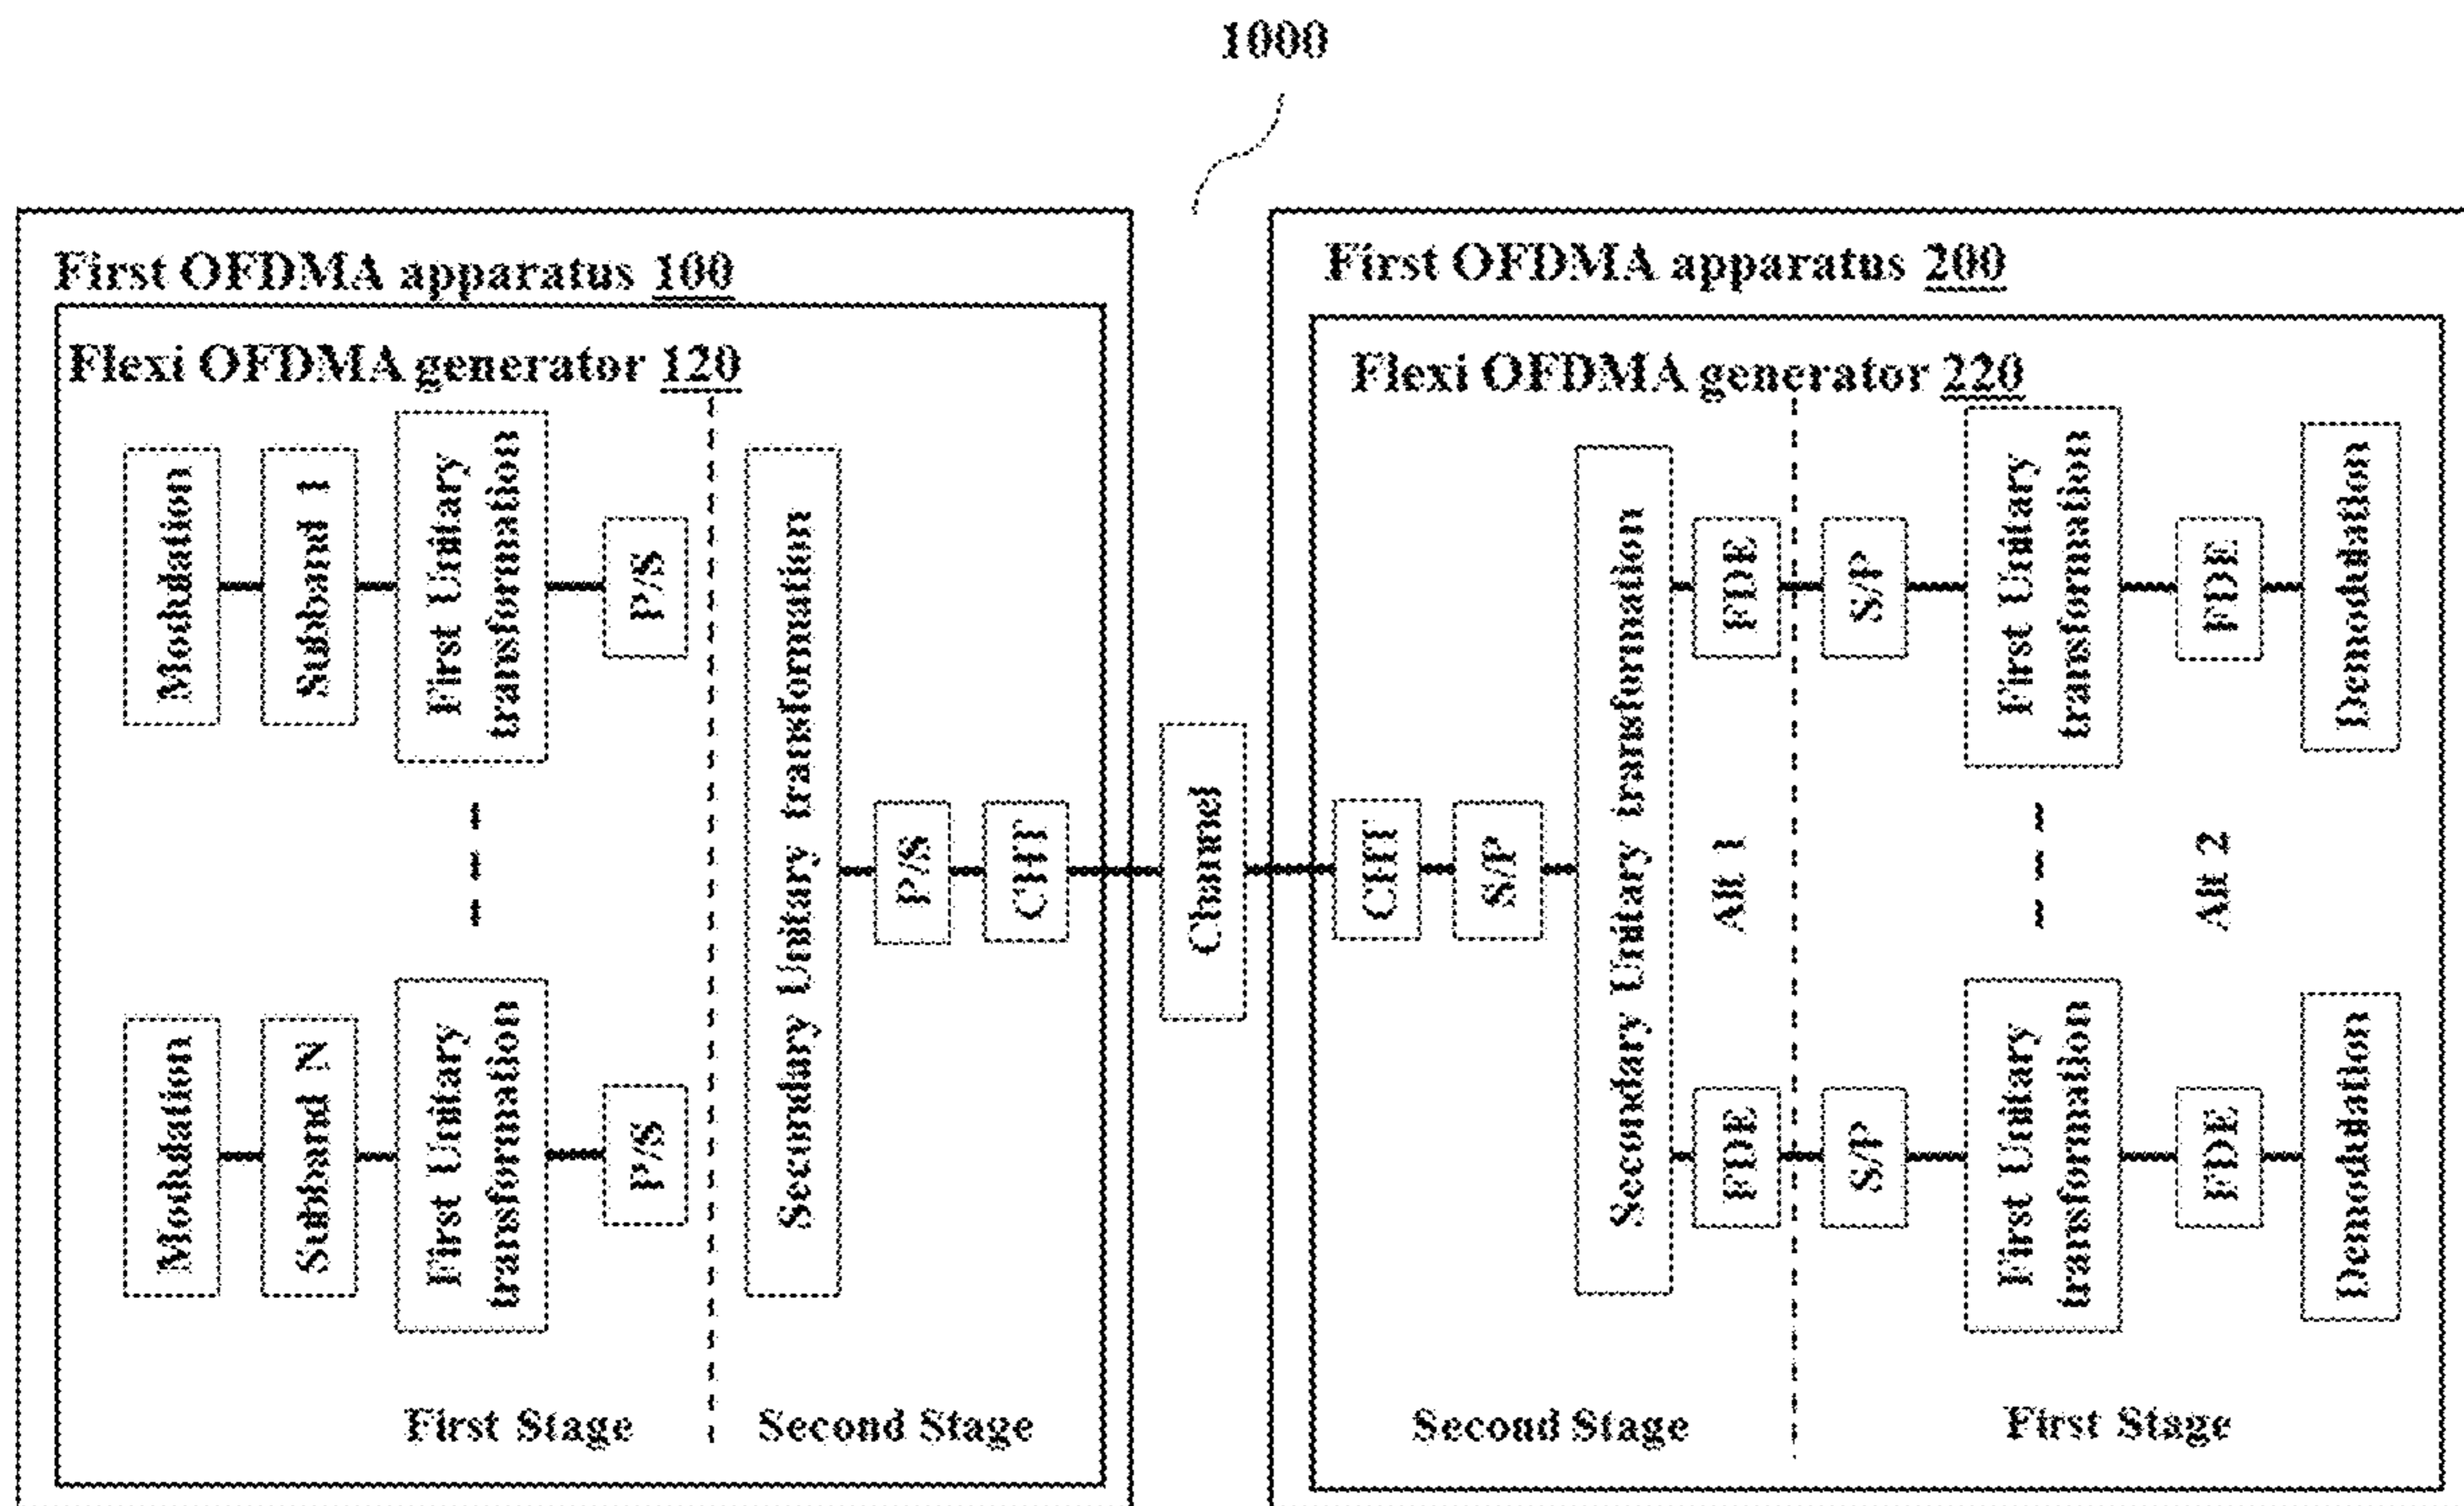 1000
First OFDMA apparatus 100
Flexi OFDMA generator 120
Modulation
Subband 1
First Unitary
transformation
P/S
Modulation
Subband N
First Unitary
transformation
P/S
Secondary Unitary transformation
P/S
CHT
First Stage
Second Stage
Channel
First OFDMA apparatus 200
Flexi OFDMA generator 220
CHT
S/P
Secondary Unitary transformation
FDE
S/P
First Unitary
transformation
FDE
Demodulation
Alt 1
Alt 2
FDE
S/P
First Unitary
transformation
FDE
Demodulation
Second Stage
First Stage